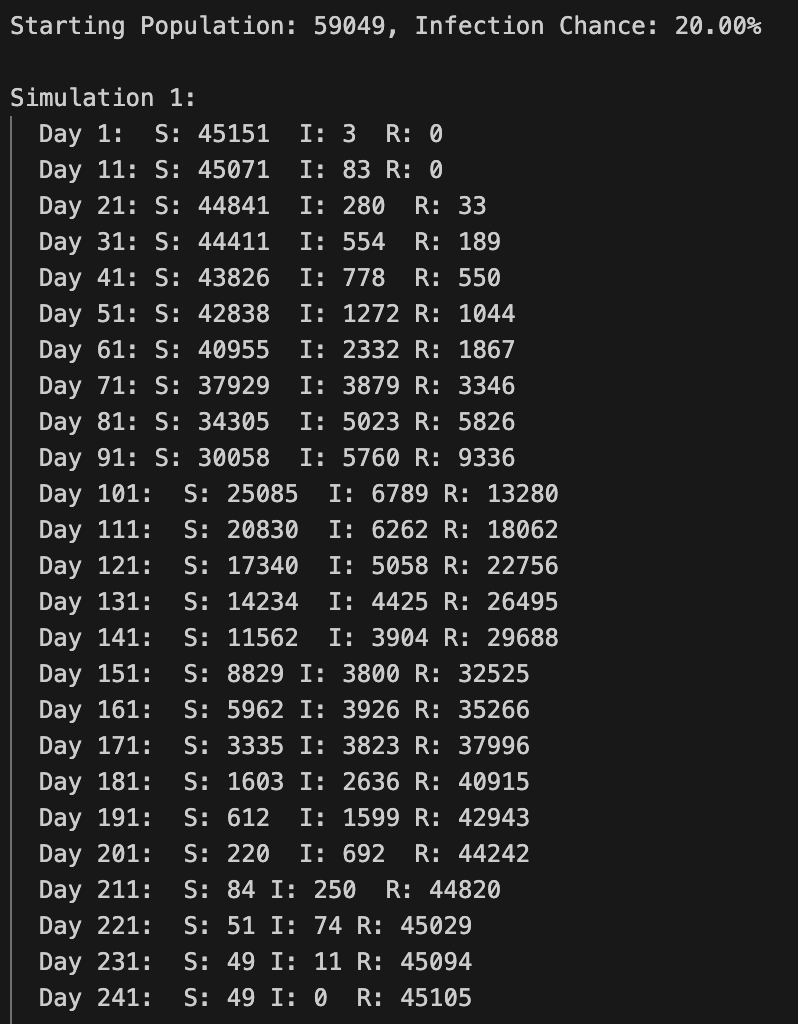 Starting Population: 59049, Infection Chance: 20.00%
Simulation 1:
Day 1:  S: 45151  I: 3  R: 0
Day 11: S: 45071  I: 83 R: 0
Day 21: S: 44841  I: 280  R: 33
Day 31: S: 44411  I: 554  R: 189
Day 41: S: 43826  I: 778  R: 550
Day 51: S: 42838  I: 1272 R: 1044
Day 61: S: 40955  I: 2332 R: 1867
Day 71: S: 37929  I: 3879 R: 3346
Day 81: S: 34305  I: 5023 R: 5826
Day 91: S: 30058  I: 5760 R: 9336
Day 101:  S: 25085  I: 6789 R: 13280
Day 111:  S: 20830  I: 6262 R: 18062
Day 121:  S: 17340  I: 5058 R: 22756
Day 131:  S: 14234  I: 4425 R: 26495
Day 141:  S: 11562  I: 3904 R: 29688
Day 151:  S: 8829 I: 3800 R: 32525
Day 161:  S: 5962 I: 3926 R: 35266
Day 171:  S: 3335 I: 3823 R: 37996
Day 181:  S: 1603 I: 2636 R: 40915
Day 191:  S: 612  I: 1599 R: 42943
Day 201:  S: 220  I: 692  R: 44242
Day 211:  S: 84 I: 250  R: 44820
Day 221:  S: 51 I: 74 R: 45029
Day 231:  S: 49 I: 11 R: 45094
Day 241:  S: 49 I: 0  R: 45105